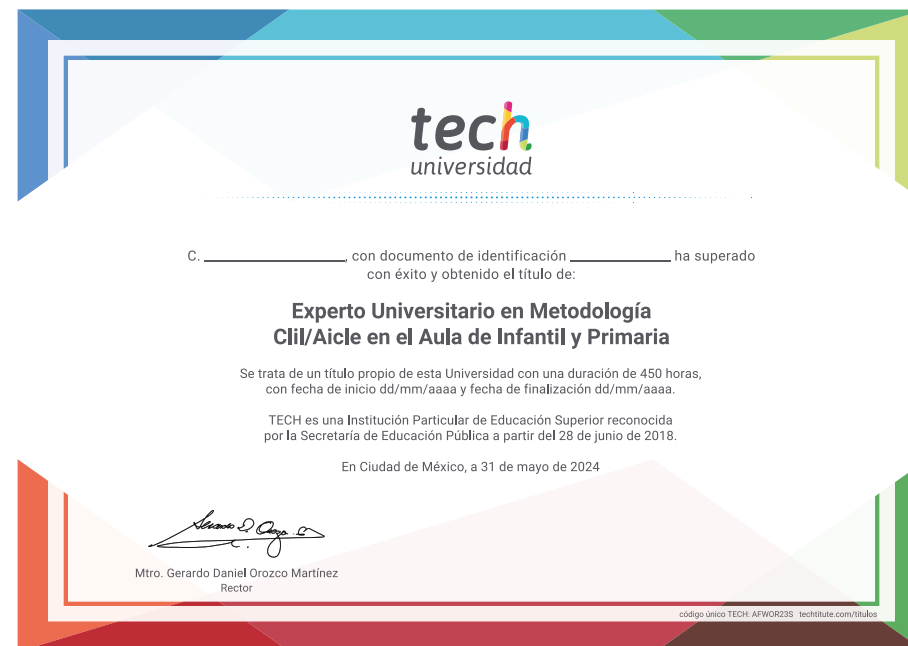 tech
universidad
C. ____________, con documento de identificación ____________ ha superado
con éxito y obtenido el título de:
Experto Universitario en Metodología
Clil/Aicle en el Aula de Infantil y Primaria
Se trata de un título propio de esta Universidad con una duración de 450 horas,
con fecha de inicio dd/mm/aaaa y fecha de finalización dd/mm/aaaa.
TECH es una Institución Particular de Educación Superior reconocida
por la Secretaría de Educación Pública a partir del 28 de junio de 2018.
En Ciudad de México, a 31 de mayo de 2024
Mtro. Gerardo Daniel Orozco Martínez
Rector
código único TECH: AFWOR23S techtitute.com/titulos